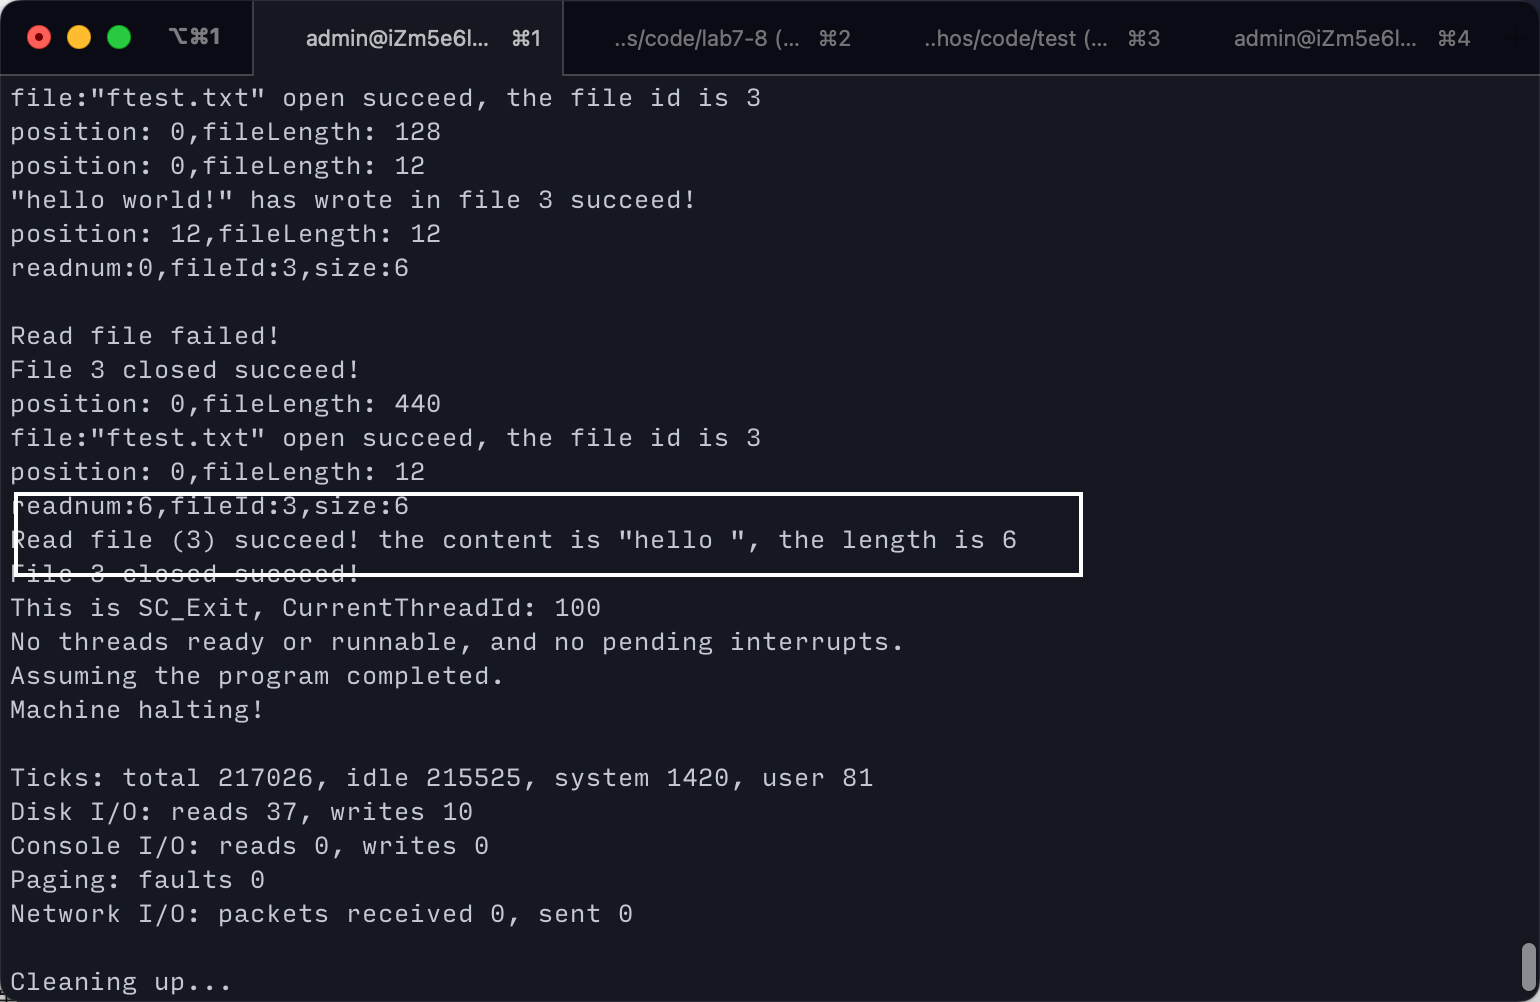 ⌥⌘1 admin@iZm5e6l... ⌘1 ..s/code/lab7-8 (... ⌘2 ..hos/code/test (... ⌘3 admin@iZm5e6l... ⌘4
file:"ftest.txt" open succeed, the file id is 3
position: 0,fileLength: 128
position: 0,fileLength: 12
"hello world!" has wrote in file 3 succeed!
position: 12,fileLength: 12
readnum:0,fileId:3,size:6
Read file failed!
File 3 closed succeed!
position: 0,fileLength: 440
file:"ftest.txt" open succeed, the file id is 3
position: 0,fileLength: 12
readnum:6,fileId:3,size:6
Read file (3) succeed! the content is "hello ", the length is 6
File 3 closed succeed!
This is SC_Exit, CurrentThreadId: 100
No threads ready or runnable, and no pending interrupts.
Assuming the program completed.
Machine halting!
Ticks: total 217026, idle 215525, system 1420, user 81
Disk I/O: reads 37, writes 10
Console I/O: reads 0, writes 0
Paging: faults 0
Network I/O: packets received 0, sent 0
Cleaning up...